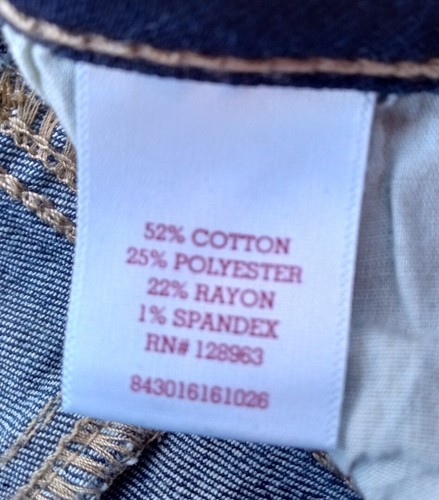 52% COTTON
25% POLYESTER
22% RAYON
1% SPANDEX
RN# 128963
843016161026